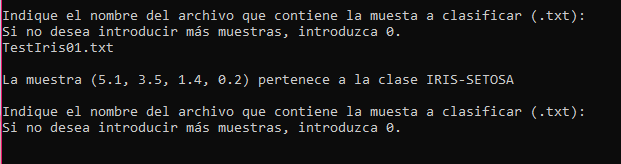 Indique el nombre del archivo que contiene la muesta a clasificar (.txt):
Si no desea introducir más muestras, introduzca 0.
TestIris01.txt
La muestra (5.1, 3.5, 1.4, 0.2) pertenece a la clase IRIS-SETOSA
Indique el nombre del archivo que contiene la muesta a clasificar (.txt):
Si no desea introducir más muestras, introduzca 0.